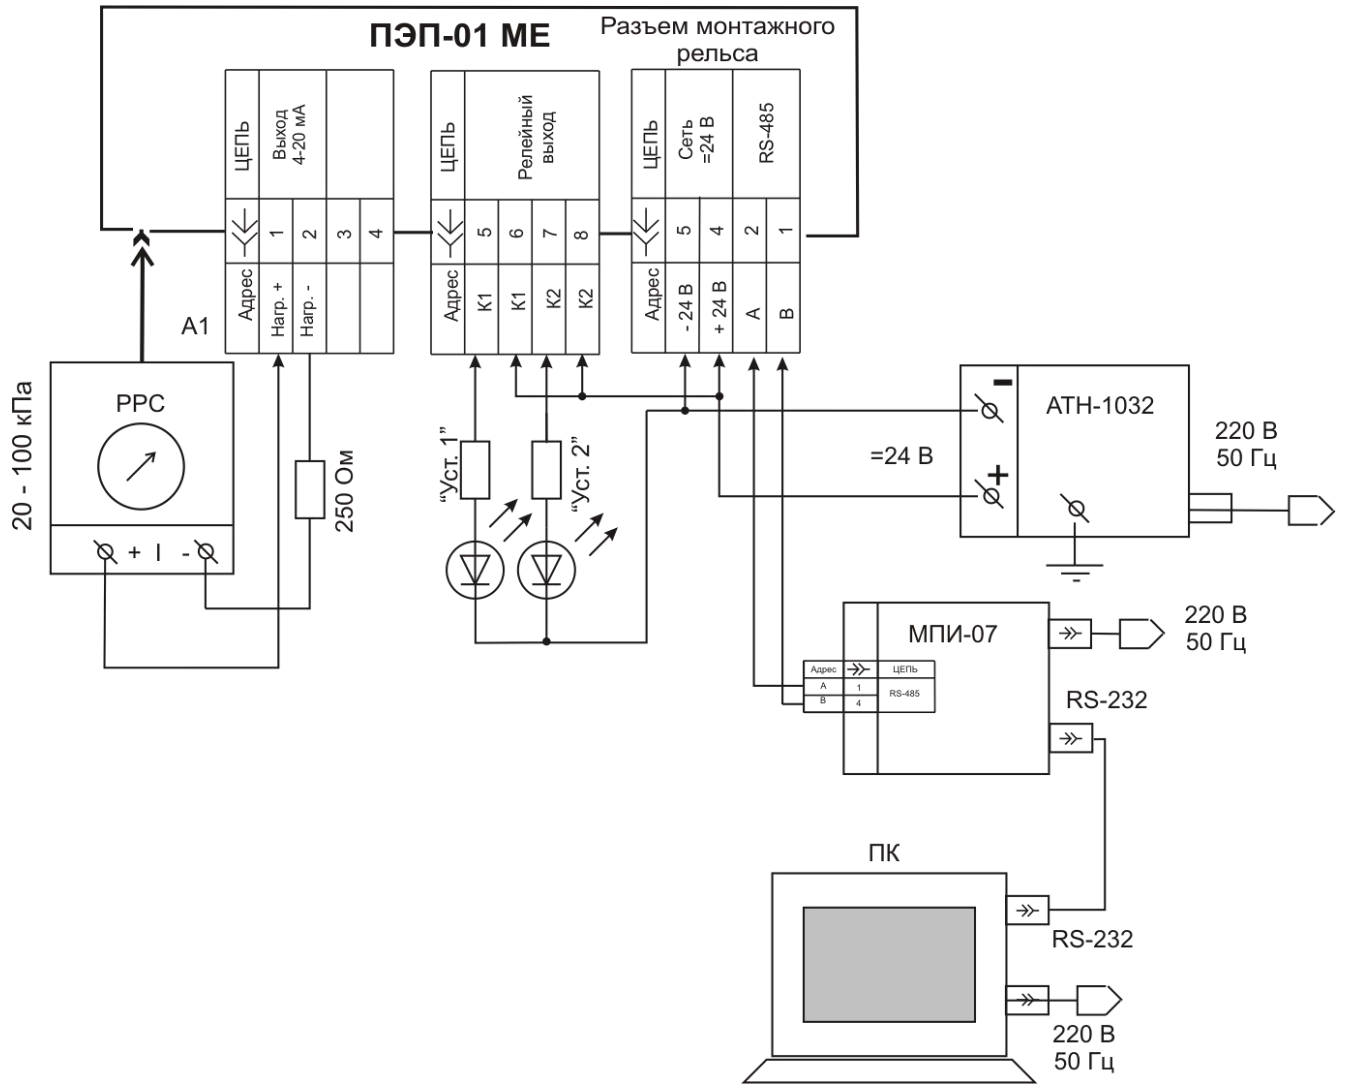 ПЭП-01 МЕ
Разъем монтажного
рельса
ЦЕПЬ
Выход
4-20 мА
Адрес
1
2
3
4
Нагр. +
Нагр. -
ЦЕПЬ
Релейный
выход
Адрес
5
6
7
8
К1
К1
К2
К2
ЦЕПЬ
Сеть
=24 В
RS-485
Адрес
5
4
2
1
- 24 В
+ 24 В
А
В
А1
20 - 100 кПа
РРС
+ I -
250 Ом
“Уст. 1”
“Уст. 2”
=24 В
-
+
АТН-1032
220 В
50 Гц
МПИ-07
Адрес
ЦЕПЬ
А
1
В
4
RS-485
220 В
50 Гц
RS-232
ПК
RS-232
220 В
50 Гц